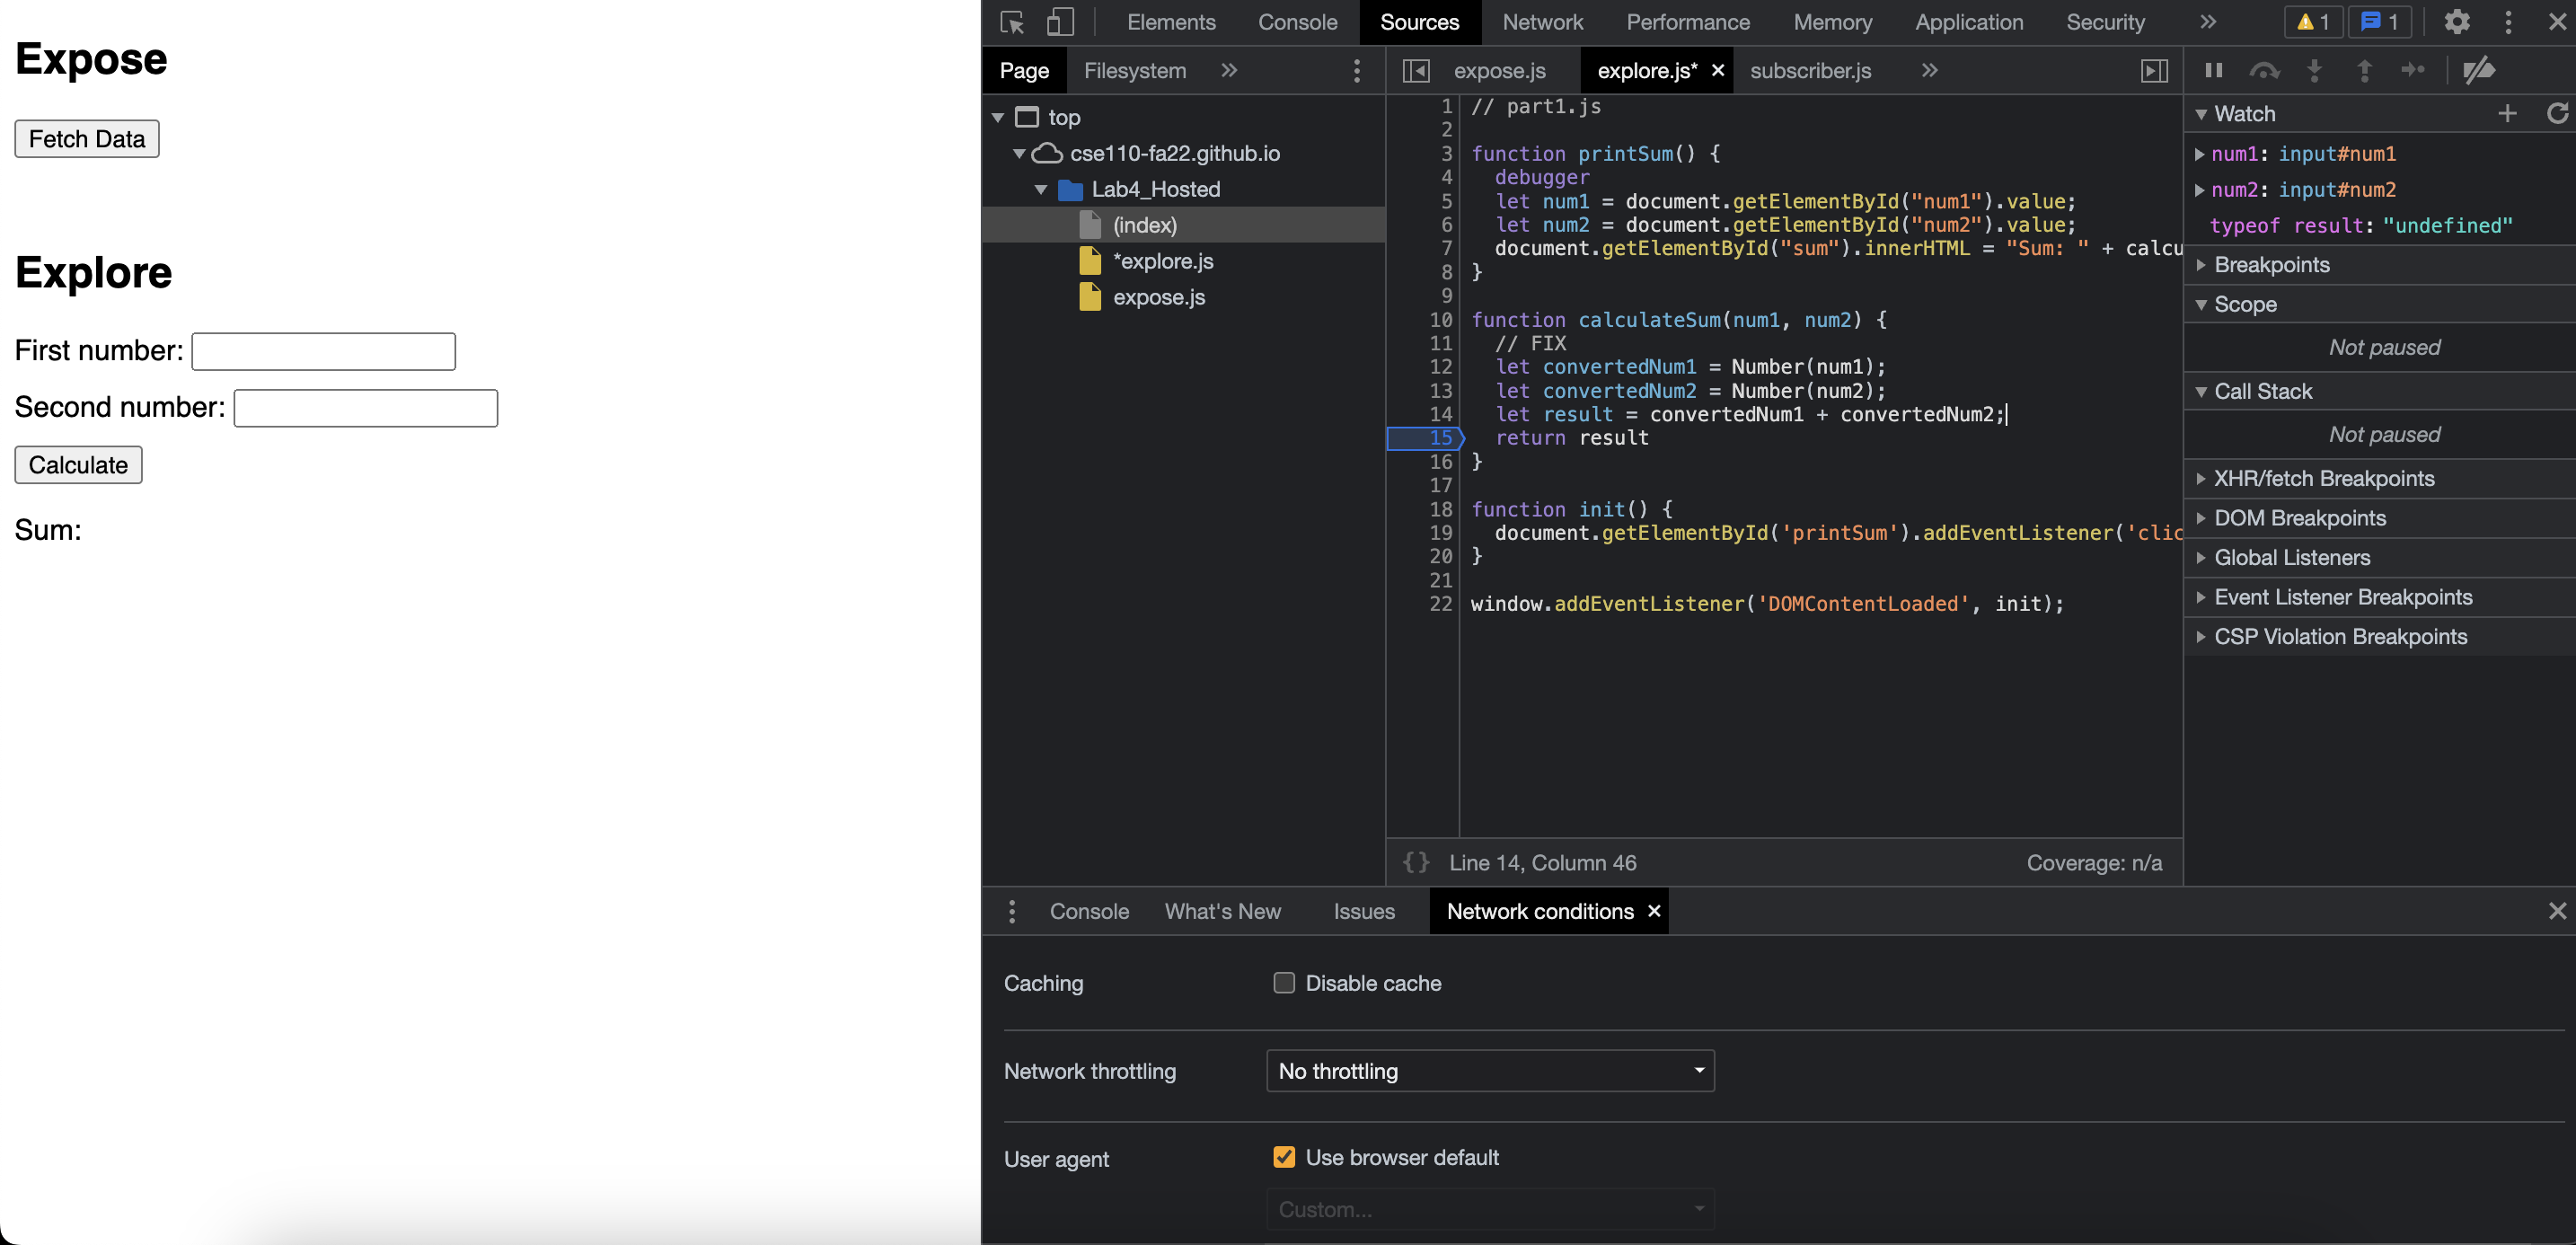 Expose
Fetch Data
Explore
First number:
Second number:
Calculate
Sum:
Elements Console Sources Network Performance Memory Application Security » 1 1
Page Filesystem »
top
cse110-fa22.github.io
Lab4_Hosted
(index)
*explore.js
expose.js
expose.js explore.js* × subscriber.js »
1 // part1.js
2
3 function printSum() {
4 debugger
5 let num1 = document.getElementById("num1").value;
6 let num2 = document.getElementById("num2").value;
7 document.getElementById("sum").innerHTML = "Sum: " + calcu
8 }
9
10 function calculateSum(num1, num2) {
11 // FIX
12 let convertedNum1 = Number(num1);
13 let convertedNum2 = Number(num2);
14 let result = convertedNum1 + convertedNum2;
15 return result
16 }
17
18 function init() {
19 document.getElementById('printSum').addEventListener('clic
20 }
21
22 window.addEventListener('DOMContentLoaded', init);
{} Line 14, Column 46 Coverage: n/a
Watch
num1: input#num1
num2: input#num2
typeof result: "undefined"
Breakpoints
Scope
Not paused
Call Stack
Not paused
XHR/fetch Breakpoints
DOM Breakpoints
Global Listeners
Event Listener Breakpoints
CSP Violation Breakpoints
Console What's New Issues Network conditions ×
Caching Disable cache
Network throttling No throttling
User agent Use browser default
Custom...